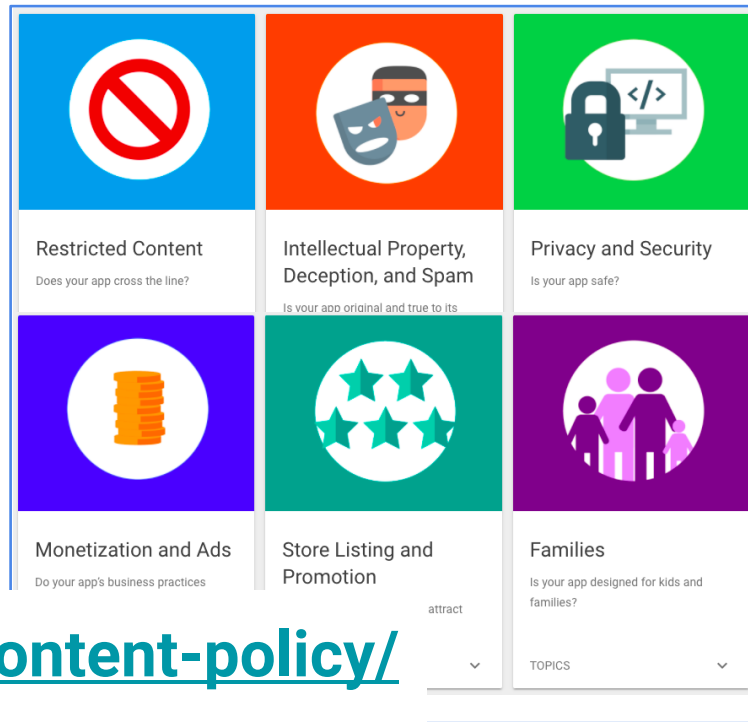 </>
Restricted Content
Does your app cross the line?
Intellectual Property,
Deception, and Spam
Is your app original and true to its
Privacy and Security
Is your app safe?
Monetization and Ads
Do your app's business practices
Store Listing and
Promotion
attract
Families
Is your app designed for kids and
families?
TOPICS
ontent-policy/